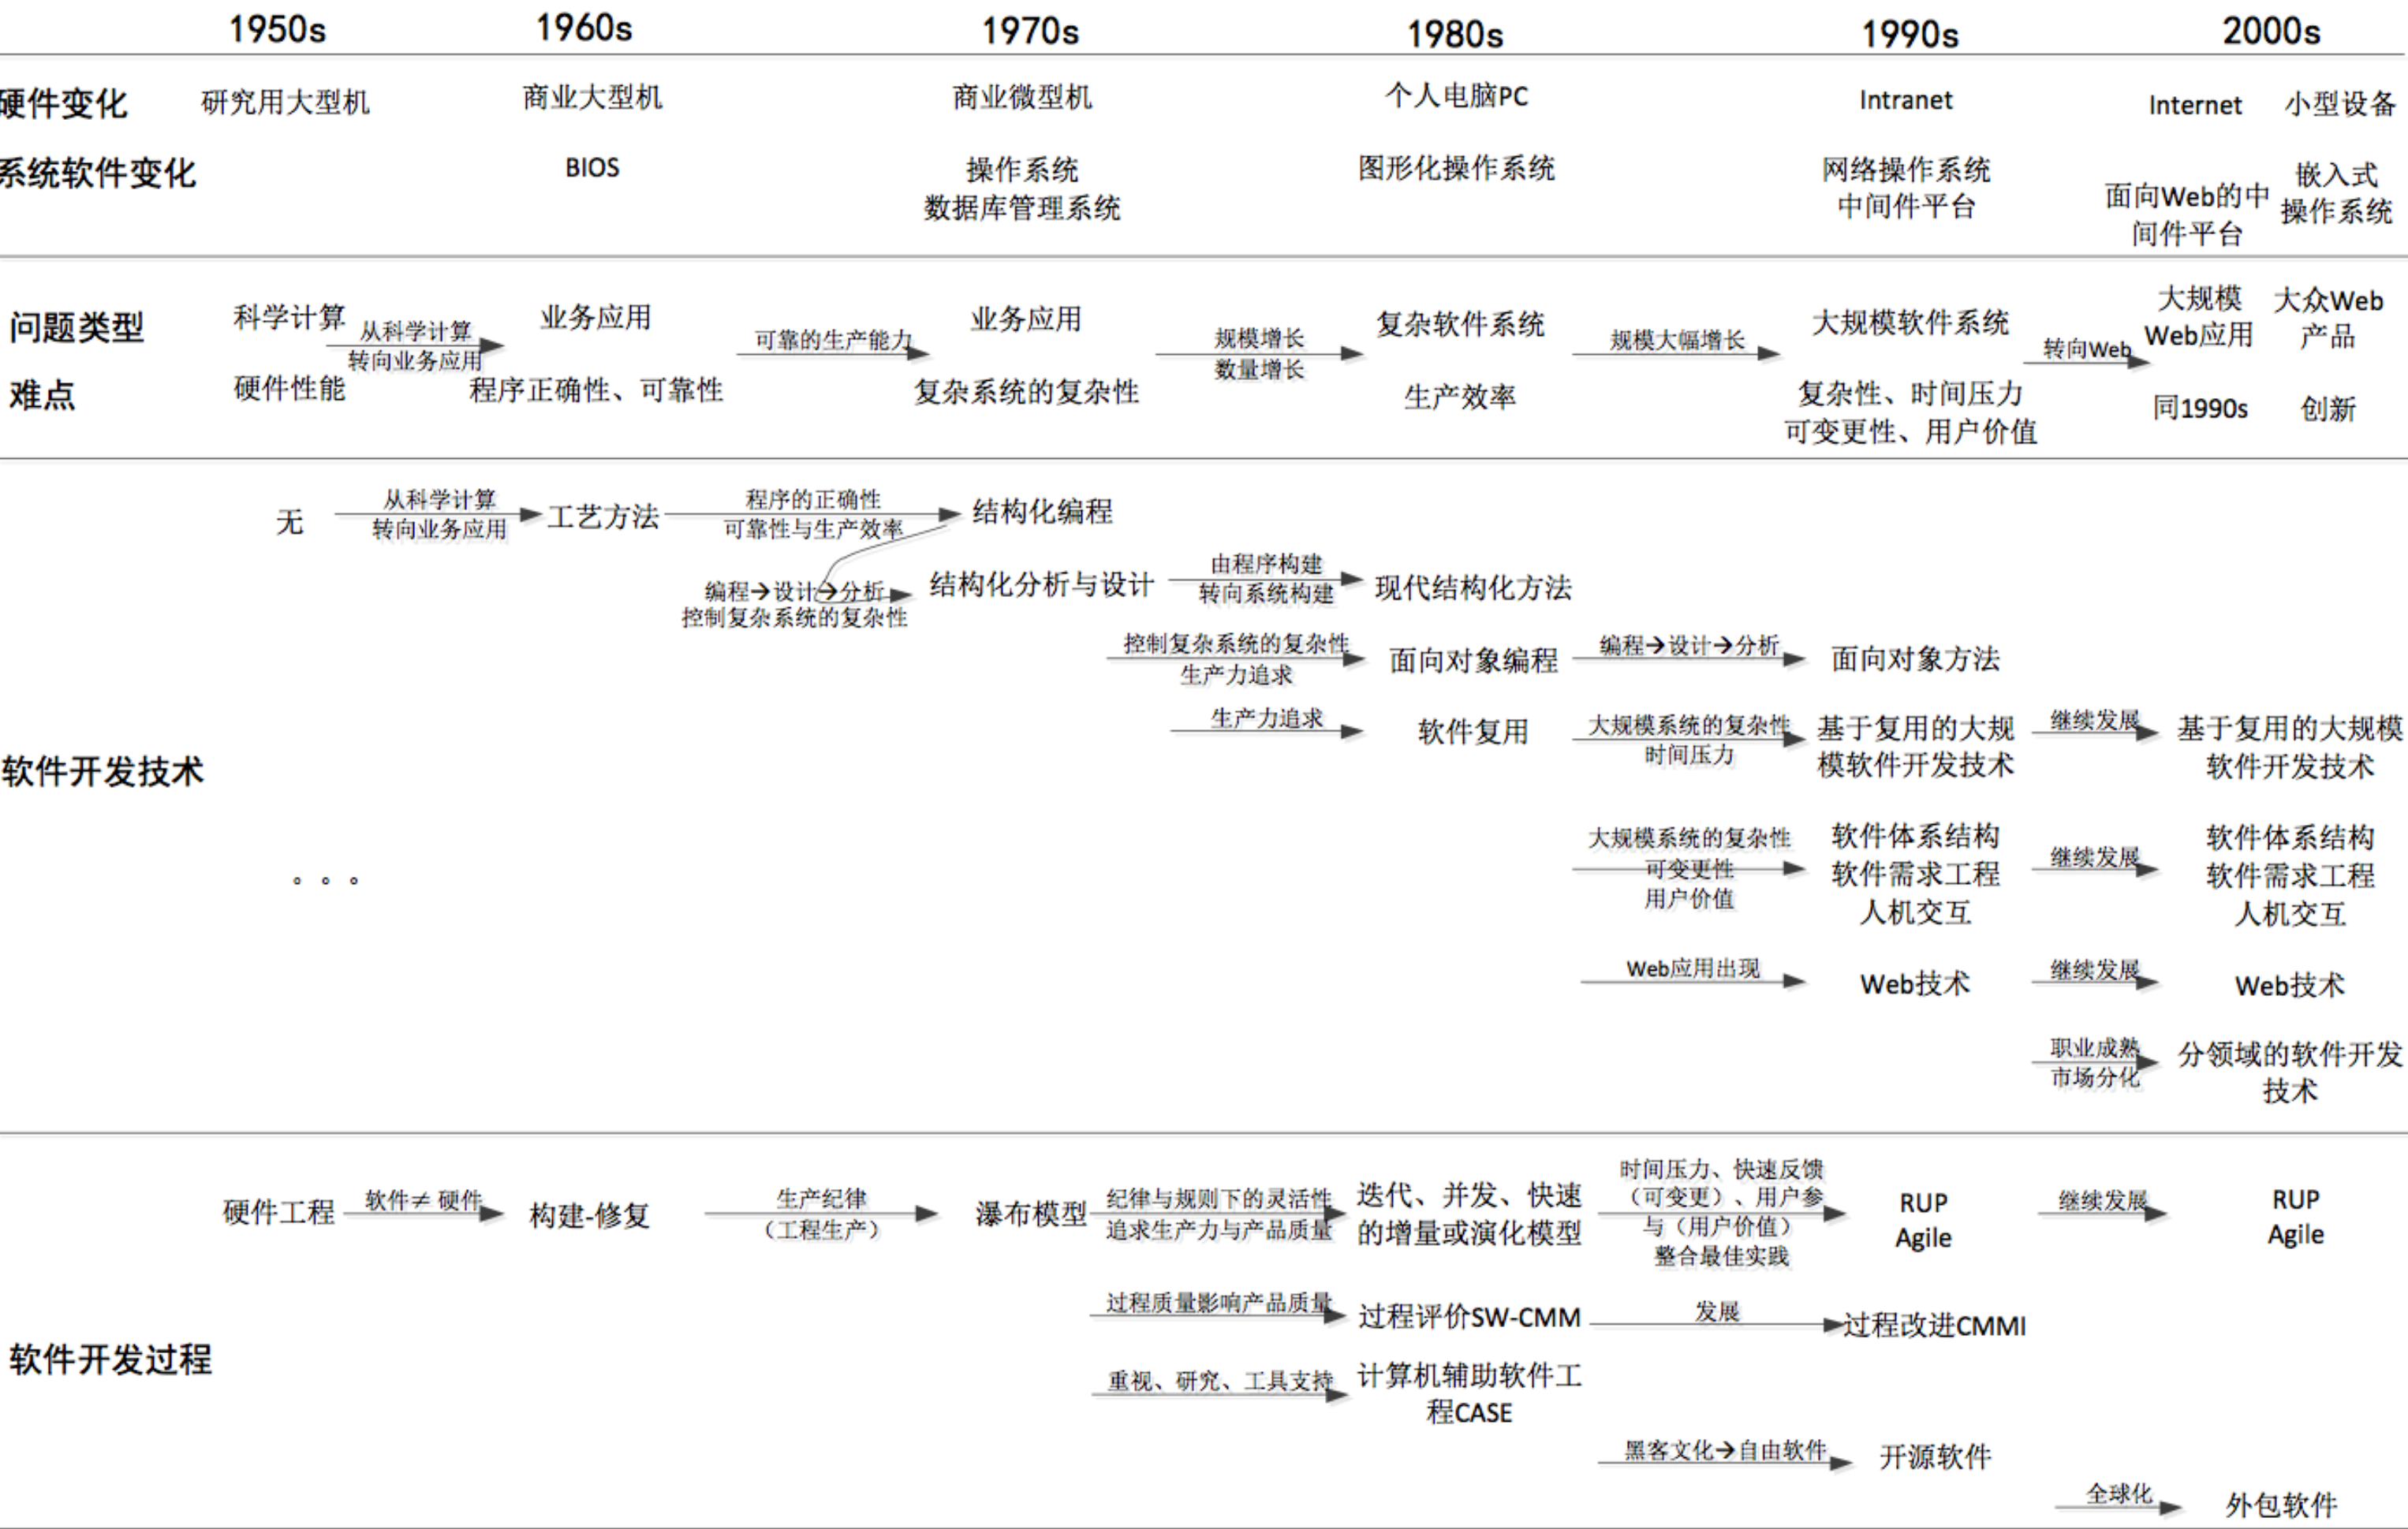 1950s 1960s 1970s 1980s 1990s 2000s
硬件变化 研究用大型机 商业大型机 商业微型机 个人电脑PC Intranet Internet 小型设备
系统软件变化 BIOS 操作系统 图形化操作系统 网络操作系统 面向Web的中 嵌入式
数据库管理系统 中间件平台 间件平台 操作系统
问题类型 科学计算 从科学计算 业务应用 可靠的生产能力 业务应用 规模增长 复杂软件系统 规模大幅增长 大规模软件系统 转向Web 大规模 大众Web
转向业务应用 数量增长 Web应用 产品
难点 硬件性能 程序正确性、可靠性 复杂系统的复杂性 生产效率 复杂性、时间压力 同1990s 创新
可变更性、用户价值
无 从科学计算 工艺方法 程序的正确性 结构化编程
转向业务应用 可靠性与生产效率
编程→设计→分析 结构化分析与设计 由程序构建 现代结构化方法
控制复杂系统的复杂性 转向系统构建
控制复杂系统的复杂性 面向对象编程 编程→设计→分析 面向对象方法
生产力追求
生产力追求 软件复用 大规模系统的复杂性 基于复用的大规 继续发展 基于复用的大规模
时间压力 模软件开发技术 软件开发技术
软件开发技术
大规模系统的复杂性 软件体系结构 继续发展 软件体系结构
。。。 可变更性 软件需求工程 软件需求工程
用户价值 人机交互 人机交互
Web应用出现 Web技术 继续发展 Web技术
职业成熟 分领域的软件开发
市场分化 技术
硬件工程 软件≠ 硬件 构建-修复 生产纪律 瀑布模型 纪律与规则下的灵活性 迭代、并发、快速 时间压力、快速反馈 RUP 继续发展 RUP
（工程生产） 追求生产力与产品质量 的增量或演化模型 （可变更）、用户参 Agile Agile
与（用户价值）
整合最佳实践
过程质量影响产品质量 过程评价SW-CMM 发展 过程改进CMMI
软件开发过程
重视、研究、工具支持 计算机辅助软件工
程CASE
黑客文化→自由软件 开源软件
全球化 外包软件